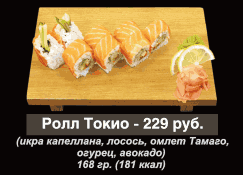 Ролл Токио - 229 руб.
(икра капеллана, лосось, омлет Тамаго,
огурец, авокадо)
168 гр. (181 ккал)